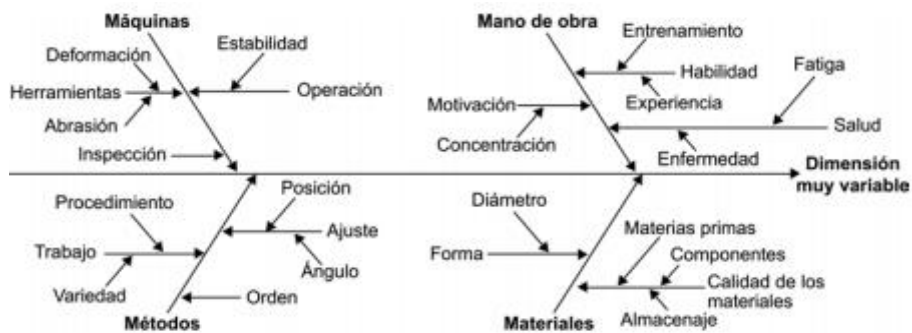 Máquinas
Mano de obra
Deformación
Estabilidad
Entrenamiento
Fatiga
Herramientas
Operación
Habilidad
Motivación
Experiencia
Abrasión
Concentración
Salud
Inspección
Enfermedad
Dimensión
muy variable
Procedimiento
Posición
Diámetro
Materias primas
Trabajo
Ajuste
Forma
Componentes
Ángulo
Calidad de los
materiales
Variedad
Orden
Almacenaje
Métodos
Materiales